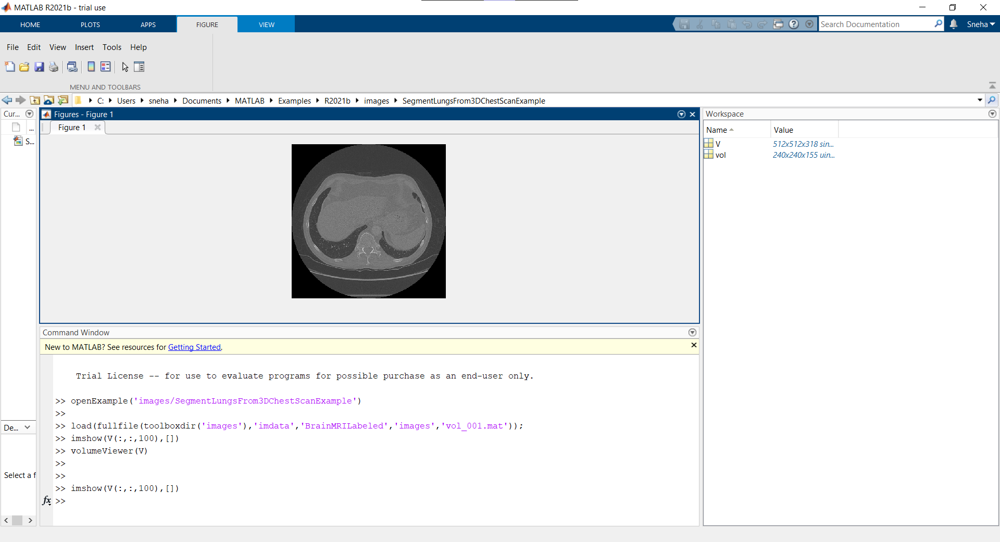 MATLAB R2021b - trial use
HOME PLOTS APPS FIGURE VIEW
Search Documentation
Sneha
File Edit View Insert Tools Help
MENU AND TOOLBARS
C: Users sneha Documents MATLAB Examples R2021b images SegmentLungsFrom3DChestScanExample
Cur...
...
S...
De...
Select a f
Figures - Figure 1
Figure 1
Command Window
New to MATLAB? See resources for Getting Started.
Trial License -- for use to evaluate programs for possible purchase as an end-user only.
>> openExample('images/SegmentLungsFrom3DChestScanExample')
>>
>> load(fullfile(toolboxdir('images'),'imdata','BrainMRILabeled','images','vol_001.mat'));
>> imshow(V(:,:,100),[])
>> volumeViewer(V)
>>
>>
>> imshow(V(:,:,100),[])
fx >>
Workspace
Name Value
V 512x512x318 sin...
vol 240x240x155 uin...